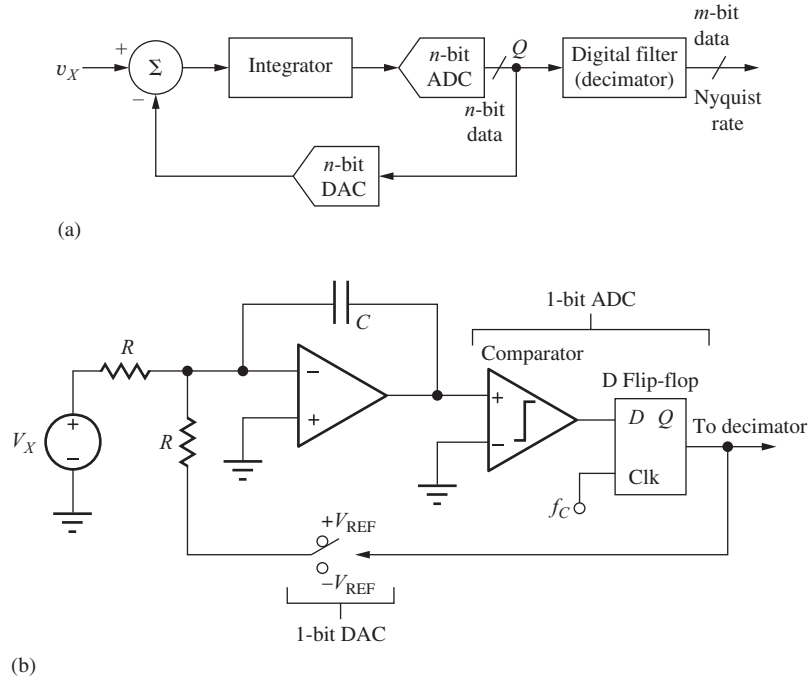 m-bit
data
v_X
+
Σ
−
Integrator
n-bit
ADC
Q
n-bit
data
Digital filter
(decimator)
Nyquist
rate
n-bit
DAC
(a)
1-bit ADC
C
R
Comparator
D Flip-flop
−
+
+
−
D Q
To decimator
V_X
+
−
R
Clk
f_C
+V_REF
−V_REF
1-bit DAC
(b)